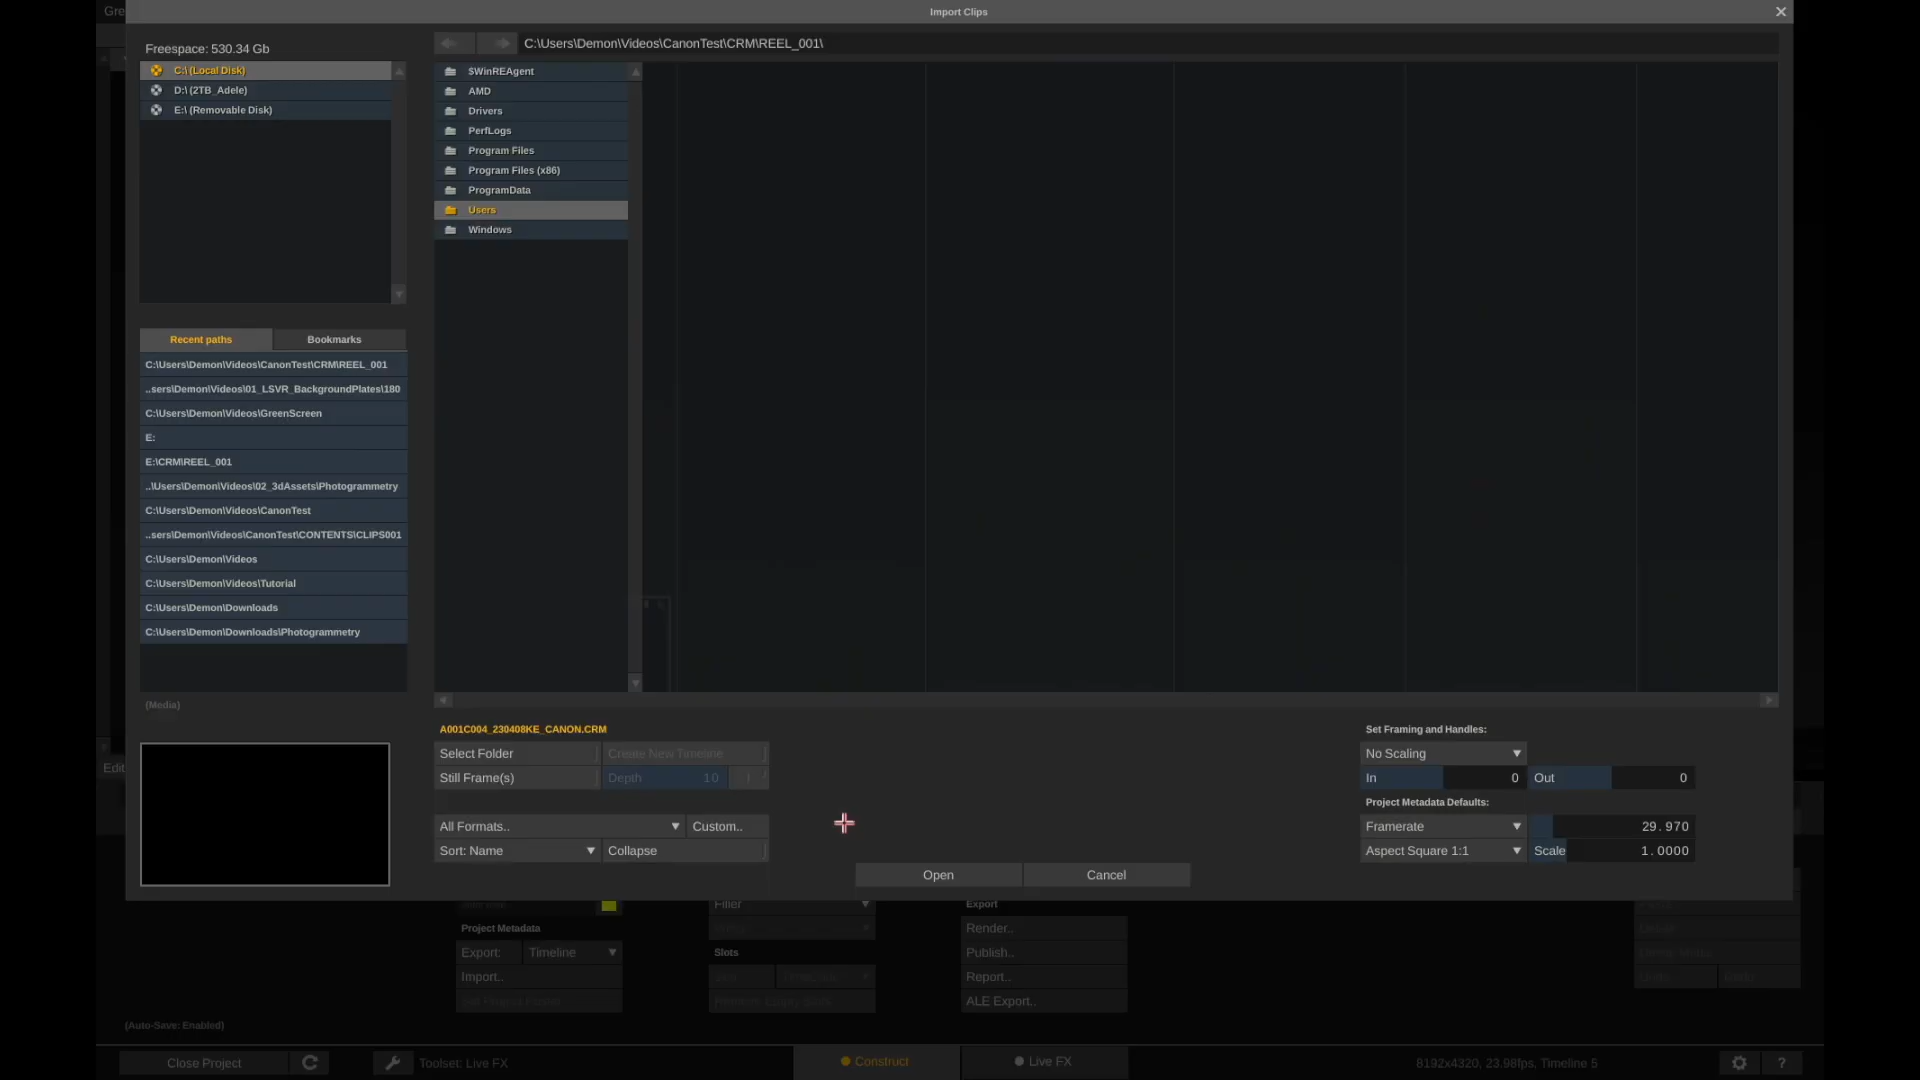 Gre
Import Clips
Freespace: 530.34 Gb
C:\ (Local Disk)
D:\ (2TB_Adele)
E:\ (Removable Disk)
C:\Users\Demon\Videos\CanonTest\CRM\REEL_001\
$WinREAgent
AMD
Drivers
PerfLogs
Program Files
Program Files (x86)
ProgramData
Users
Windows
Recent paths
Bookmarks
C:\Users\Demon\Videos\CanonTest\CRM\REEL_001
..sers\Demon\Videos\01_LSVR_BackgroundPlates\180
C:\Users\Demon\Videos\GreenScreen
E:
E:\CRM\REEL_001
..\Users\Demon\Videos\02_3dAssets\Photogrammetry
C:\Users\Demon\Videos\CanonTest
..sers\Demon\Videos\CanonTest\CONTENTS\CLIPS001
C:\Users\Demon\Videos
C:\Users\Demon\Videos\Tutorial
C:\Users\Demon\Downloads
C:\Users\Demon\Downloads\Photogrammetry
(Media)
A001C004_230408KE_CANON.CRM
Select Folder
Create New Timeline
Still Frame(s)
Depth 10
All Formats..
Custom..
Sort: Name
Collapse
Open
Cancel
Set Framing and Handles:
No Scaling
In 0 Out 0
Project Metadata Defaults:
Framerate 29.970
Aspect Square 1:1 Scale 1.0000
Edit
Project Metadata
Export: Timeline
Import..
Filler
Slots
Remove Empty Slots
Export
Render..
Publish..
Report..
ALE Export..
(Auto-Save: Enabled)
Close Project
Toolset: Live FX
Construct
Live FX
8192x4320, 23.98fps, Timeline 5
?